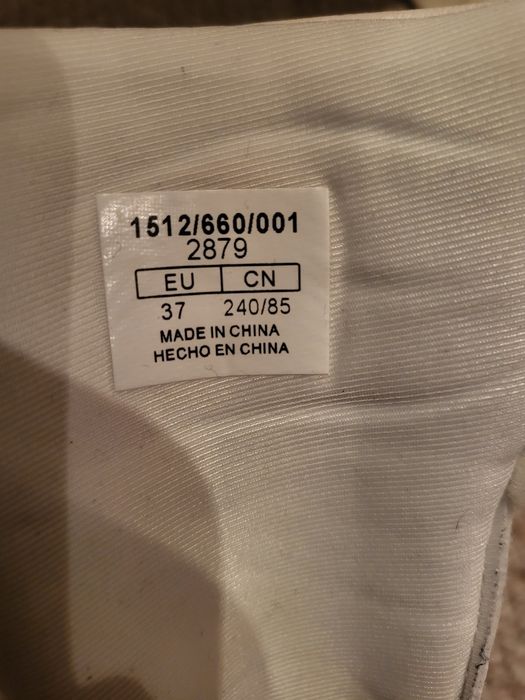 1512/660/001
2879
EU CN
37 240/85
MADE IN CHINA
HECHO EN CHINA